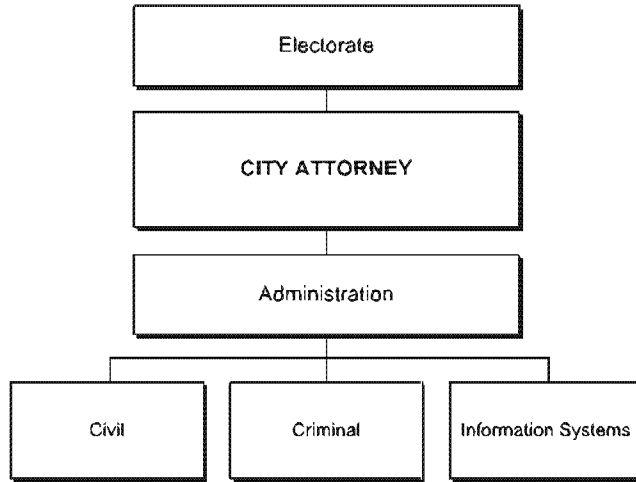 Electorate
CITY ATTORNEY
Administration
Civil
Criminal
Information Systems